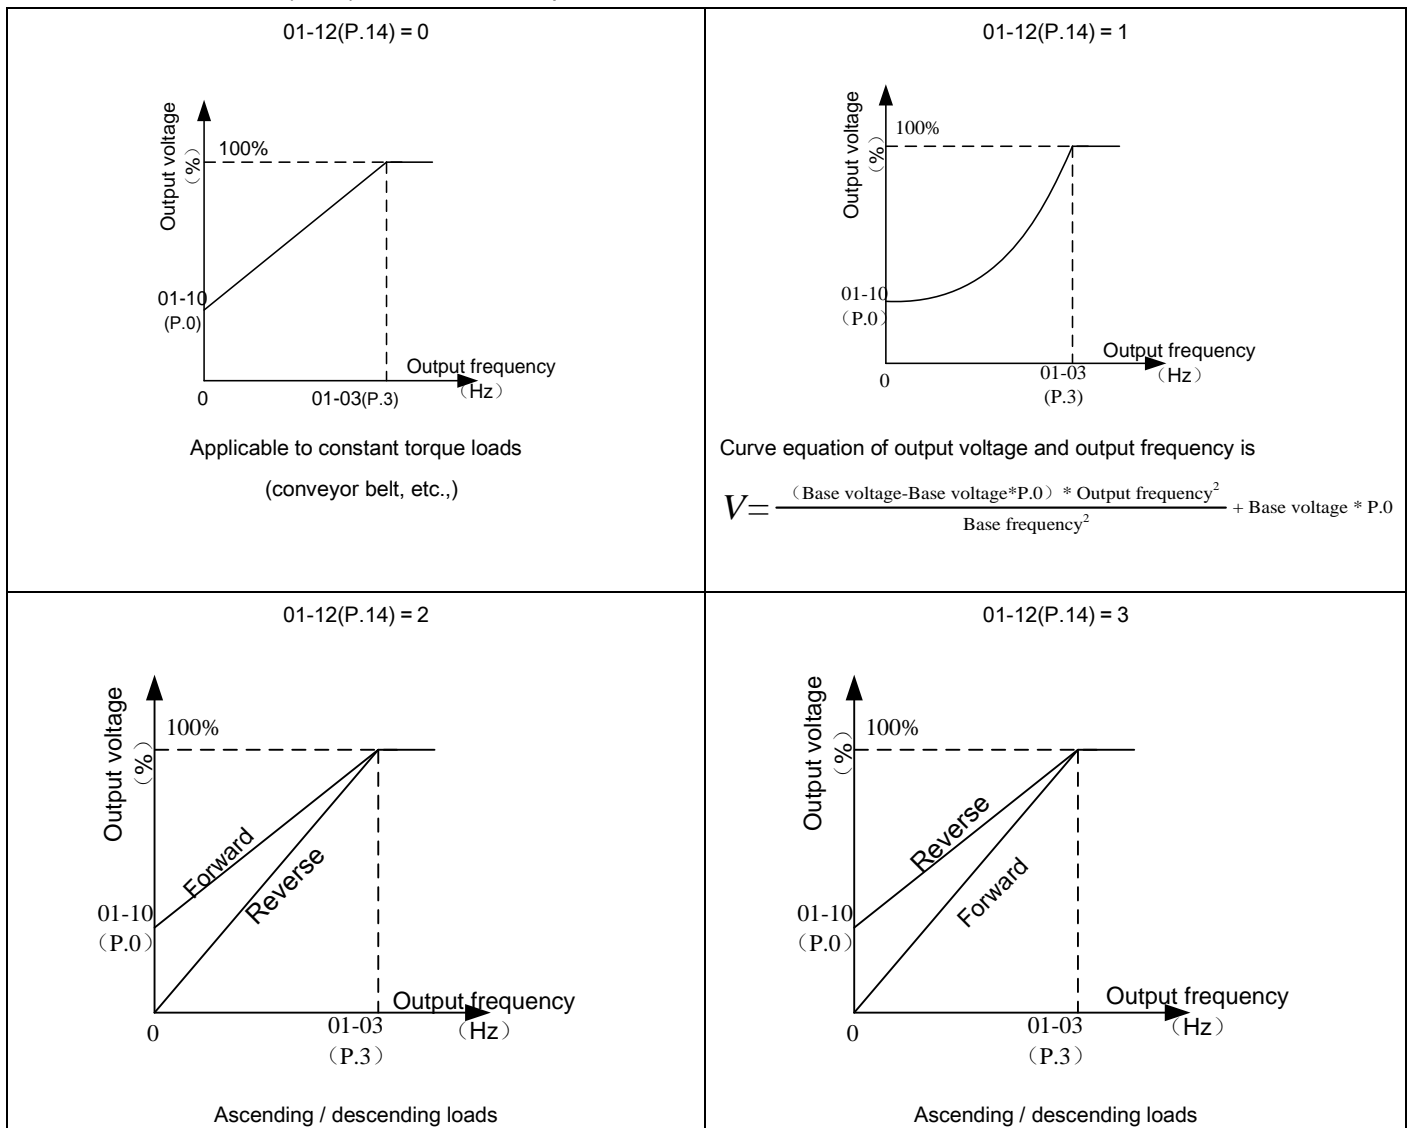 01-12(P.14) = 0
Output voltage
（%）
100%
01-10
(P.0)
Output frequency
（Hz）
0
01-03(P.3)
Applicable to constant torque loads
(conveyor belt, etc.,)
01-12(P.14) = 1
Output voltage
（%）
100%
01-10
（P.0）
Output frequency
（Hz）
0
01-03
(P.3)
Curve equation of output voltage and output frequency is
V= （Base voltage-Base voltage*P.0）* Output frequency² + Base voltage * P.0
Base frequency²
01-12(P.14) = 2
Output voltage
（%）
100%
Forward
Reverse
01-10
（P.0）
Output frequency
（Hz）
0
01-03
（P.3）
Ascending / descending loads
01-12(P.14) = 3
Output voltage
（%）
100%
Reverse
Forward
01-10
（P.0）
Output frequency
（Hz）
0
01-03
（P.3）
Ascending / descending loads